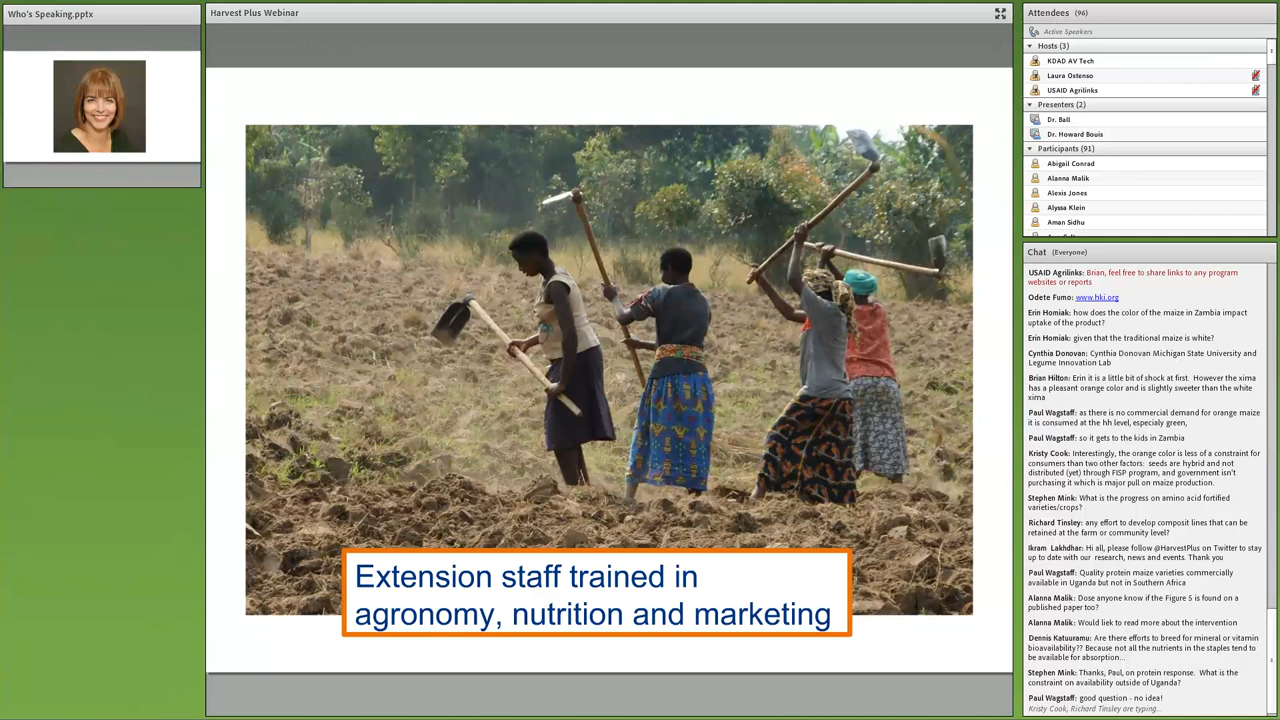 Who's Speaking.pptx
Harvest Plus Webinar
Extension staff trained in
agronomy, nutrition and marketing
Attendees (96)
Active Speakers
Hosts (3)
KDAD AV Tech
Laura Ostenso
USAID Agrilinks
Presenters (2)
Dr. Ball
Dr. Howard Bouis
Participants (91)
Abigail Conrad
Alanna Malik
Alexis Jones
Alyssa Klein
Aman Sidhu
Chat (Everyone)
USAID Agrilinks: Brian, feel free to share links to any program
websites or reports
Odete Fumo: www.hki.org
Erin Homiak: how does the color of the maize in Zambia impact
uptake of the product?
Erin Homiak: given that the traditional maize is white?
Cynthia Donovan: Cynthia Donovan Michigan State University and
Legume Innovation Lab
Brian Hilton: Erin it is a little bit of shock at first. However the xima
has a pleasant orange color and is slightly sweeter than the white
xima
Paul Wagstaff: as there is no commercial demand for orange maize
it is consumed at the hh level, especialy green,
Paul Wagstaff: so it gets to the kids in Zambia
Kristy Cook: Interestingly, the orange color is less of a constraint for
consumers than two other factors: seeds are hybrid and not
distributed (yet) through FISP program, and government isn't
purchasing it which is major pull on maize production.
Stephen Mink: What is the progress on amino acid fortified
varieties/crops?
Richard Tinsley: any effort to develop composit lines that can be
retained at the farm or community level?
Ikram Lakhdhar: Hi all, please follow @HarvestPlus on Twitter to stay
up to date with our research, news and events. Thank you
Paul Wagstaff: Quality protein maize varieties commercially
available in Uganda but not in Southern Africa
Alanna Malik: Dose anyone know if the Figure 5 is found on a
published paper too?
Alanna Malik: Would liek to read more about the intervention
Dennis Katuuramu: Are there efforts to breed for mineral or vitamin
bioavailability?? Because not all the nutrients in the staples tend to
be available for absorption...
Stephen Mink: Thanks, Paul, on protein response. What is the
constraint on availability outside of Uganda?
Paul Wagstaff: good question - no idea!
Kristy Cook, Richard Tinsley are typing...